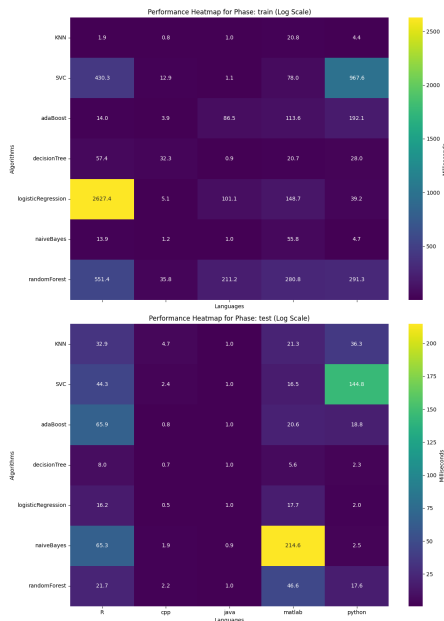 Performance Heatmap for Phase: train (Log Scale)
KNN 1.9 0.8 1.0 20.8 4.4
SVC 430.3 12.9 1.1 78.0 967.6
adaBoost 14.0 3.9 86.5 113.6 192.1
decisionTree 57.4 32.3 0.9 20.7 28.0
logisticRegression 2627.4 5.1 101.1 148.7 39.2
naiveBayes 13.9 1.2 1.0 55.8 4.7
randomForest 551.4 35.8 211.2 280.8 291.3
Algorithms
Languages
2500
2000
1500
1000
500
Performance Heatmap for Phase: test (Log Scale)
KNN 32.9 4.7 1.0 21.3 36.3
SVC 44.3 2.4 1.0 16.5 144.8
adaBoost 65.9 0.8 1.0 20.6 18.8
decisionTree 8.0 0.7 1.0 5.6 2.3
logisticRegression 16.2 0.5 1.0 17.7 2.0
naiveBayes 65.3 1.9 0.9 214.6 2.5
randomForest 21.7 2.2 1.0 46.6 17.6
R cpp java matlab python
Algorithms
Languages
200
175
150
125
100
75
50
25
Milliseconds